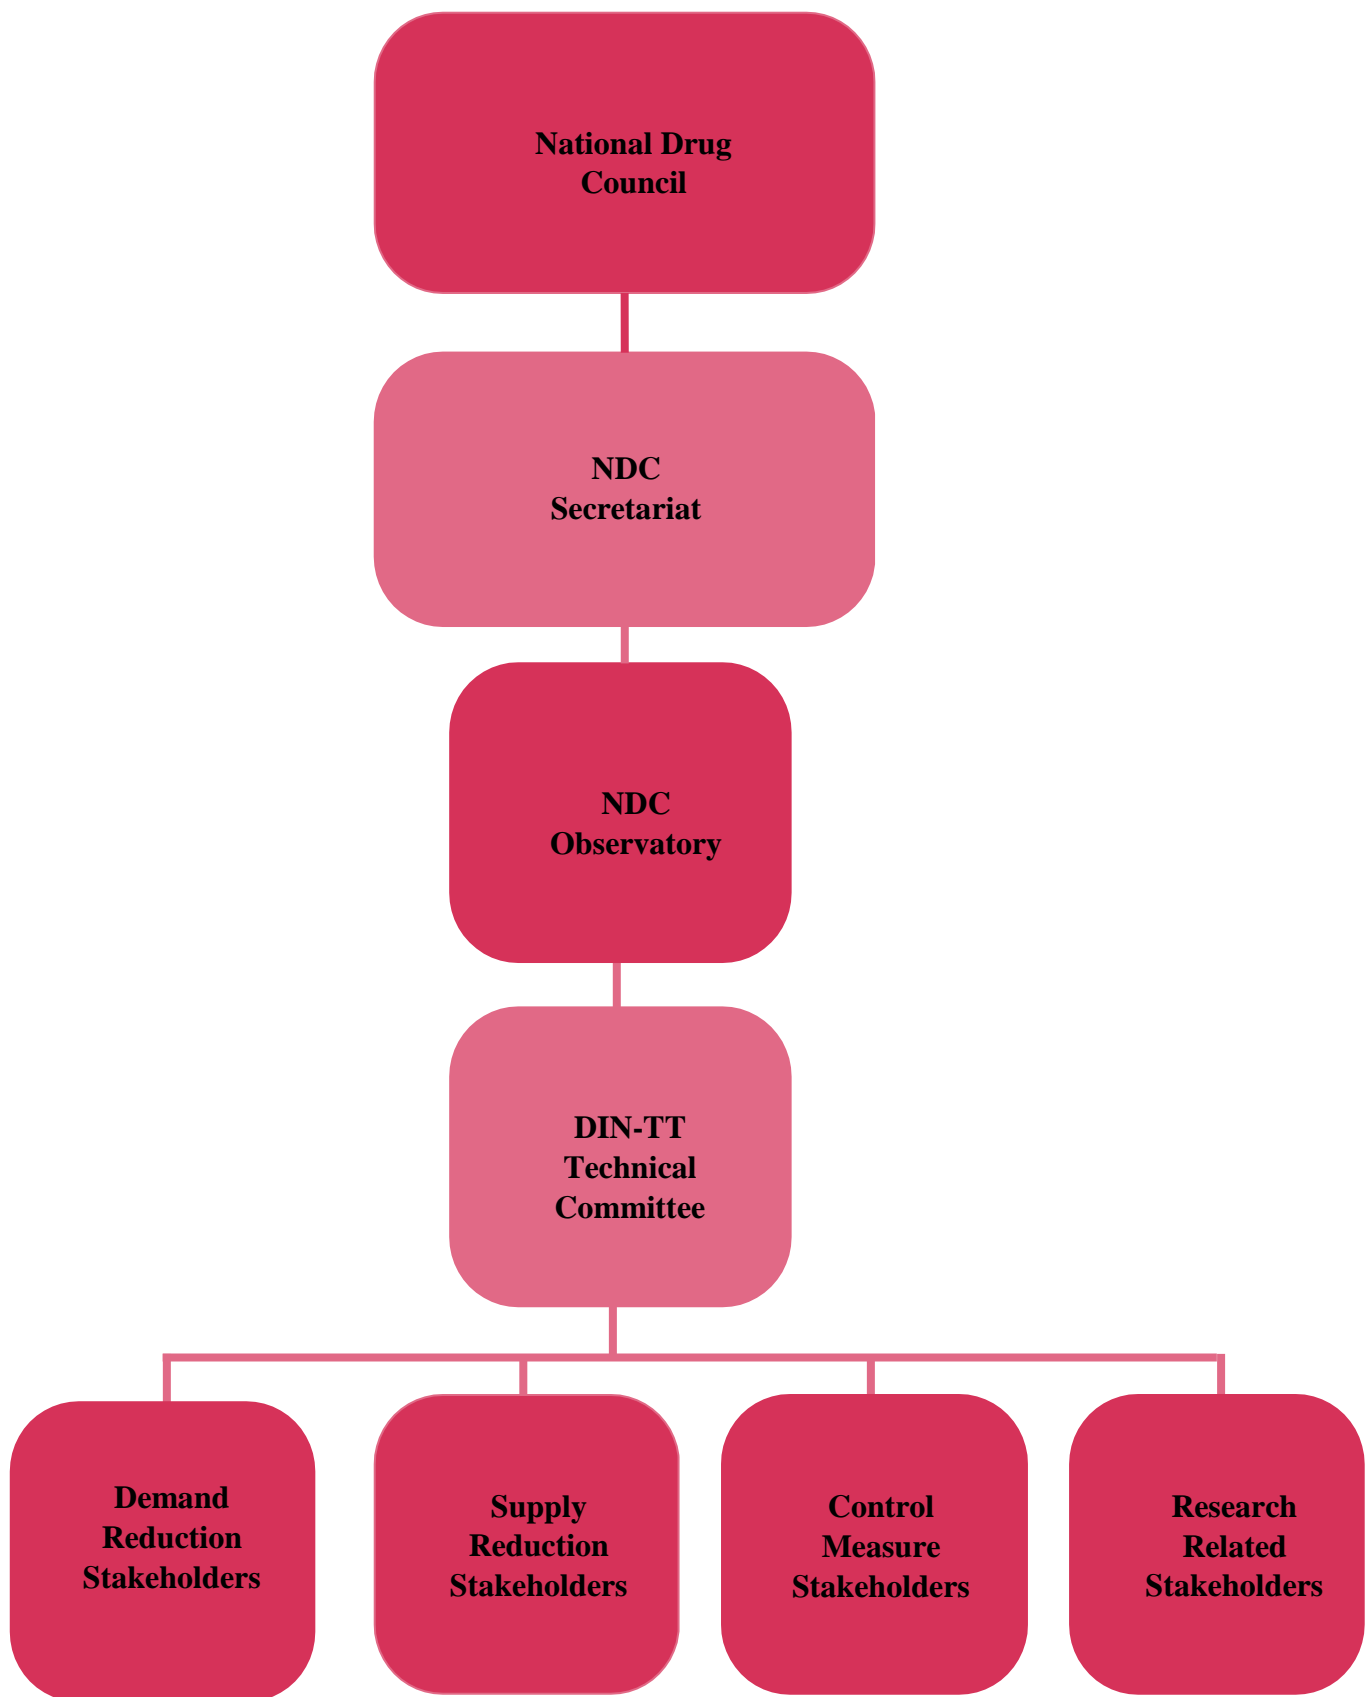 National Drug
Council
NDC
Secretariat
NDC
Observatory
DIN-TT
Technical
Committee
Demand
Reduction
Stakeholders
Supply
Reduction
Stakeholders
Control
Measure
Stakeholders
Research
Related
Stakeholders